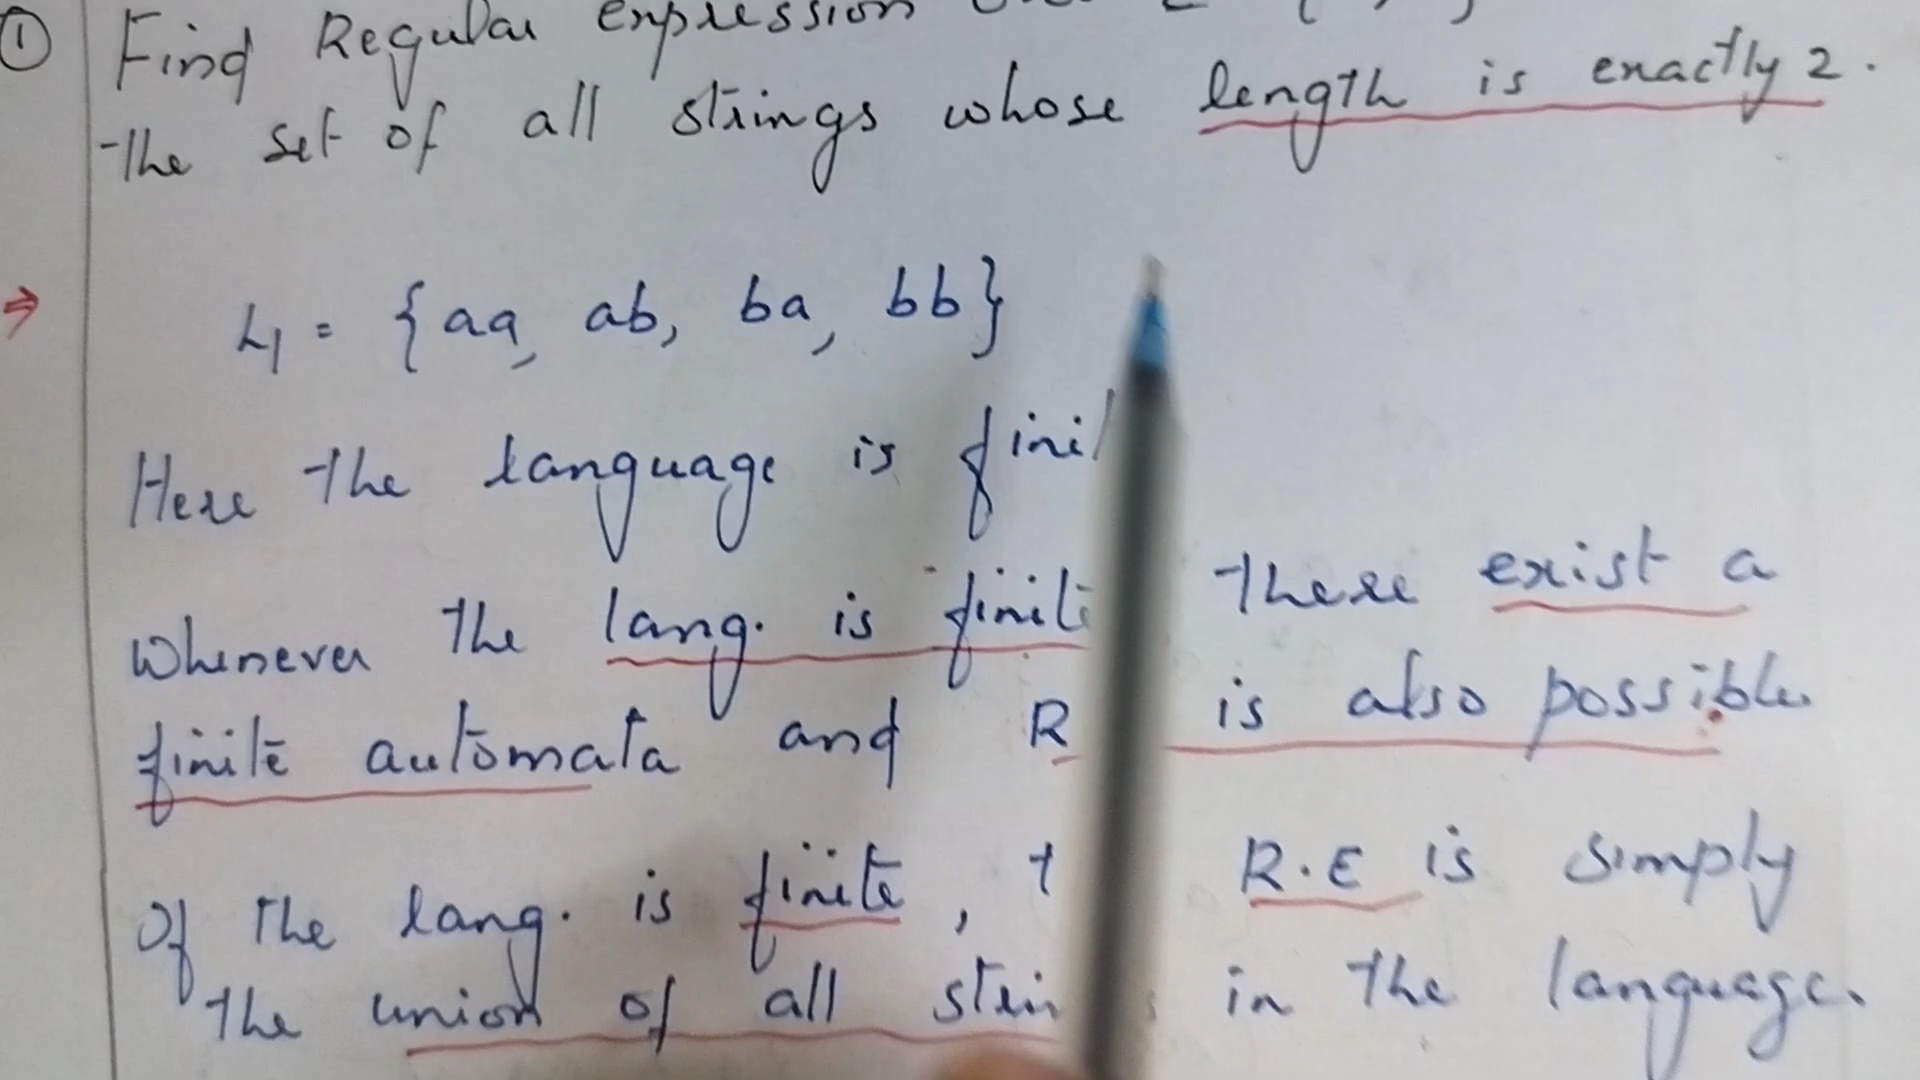 ① Find Regular expression
the set of all strings whose length is exactly 2.
⇒ L1 = {aa, ab, ba, bb}
Here the language is
Whenever the lang. is finite there exist a
finite automata and R is also possible.
If the lang. is finite, R.E is simply
the union of all in the language.